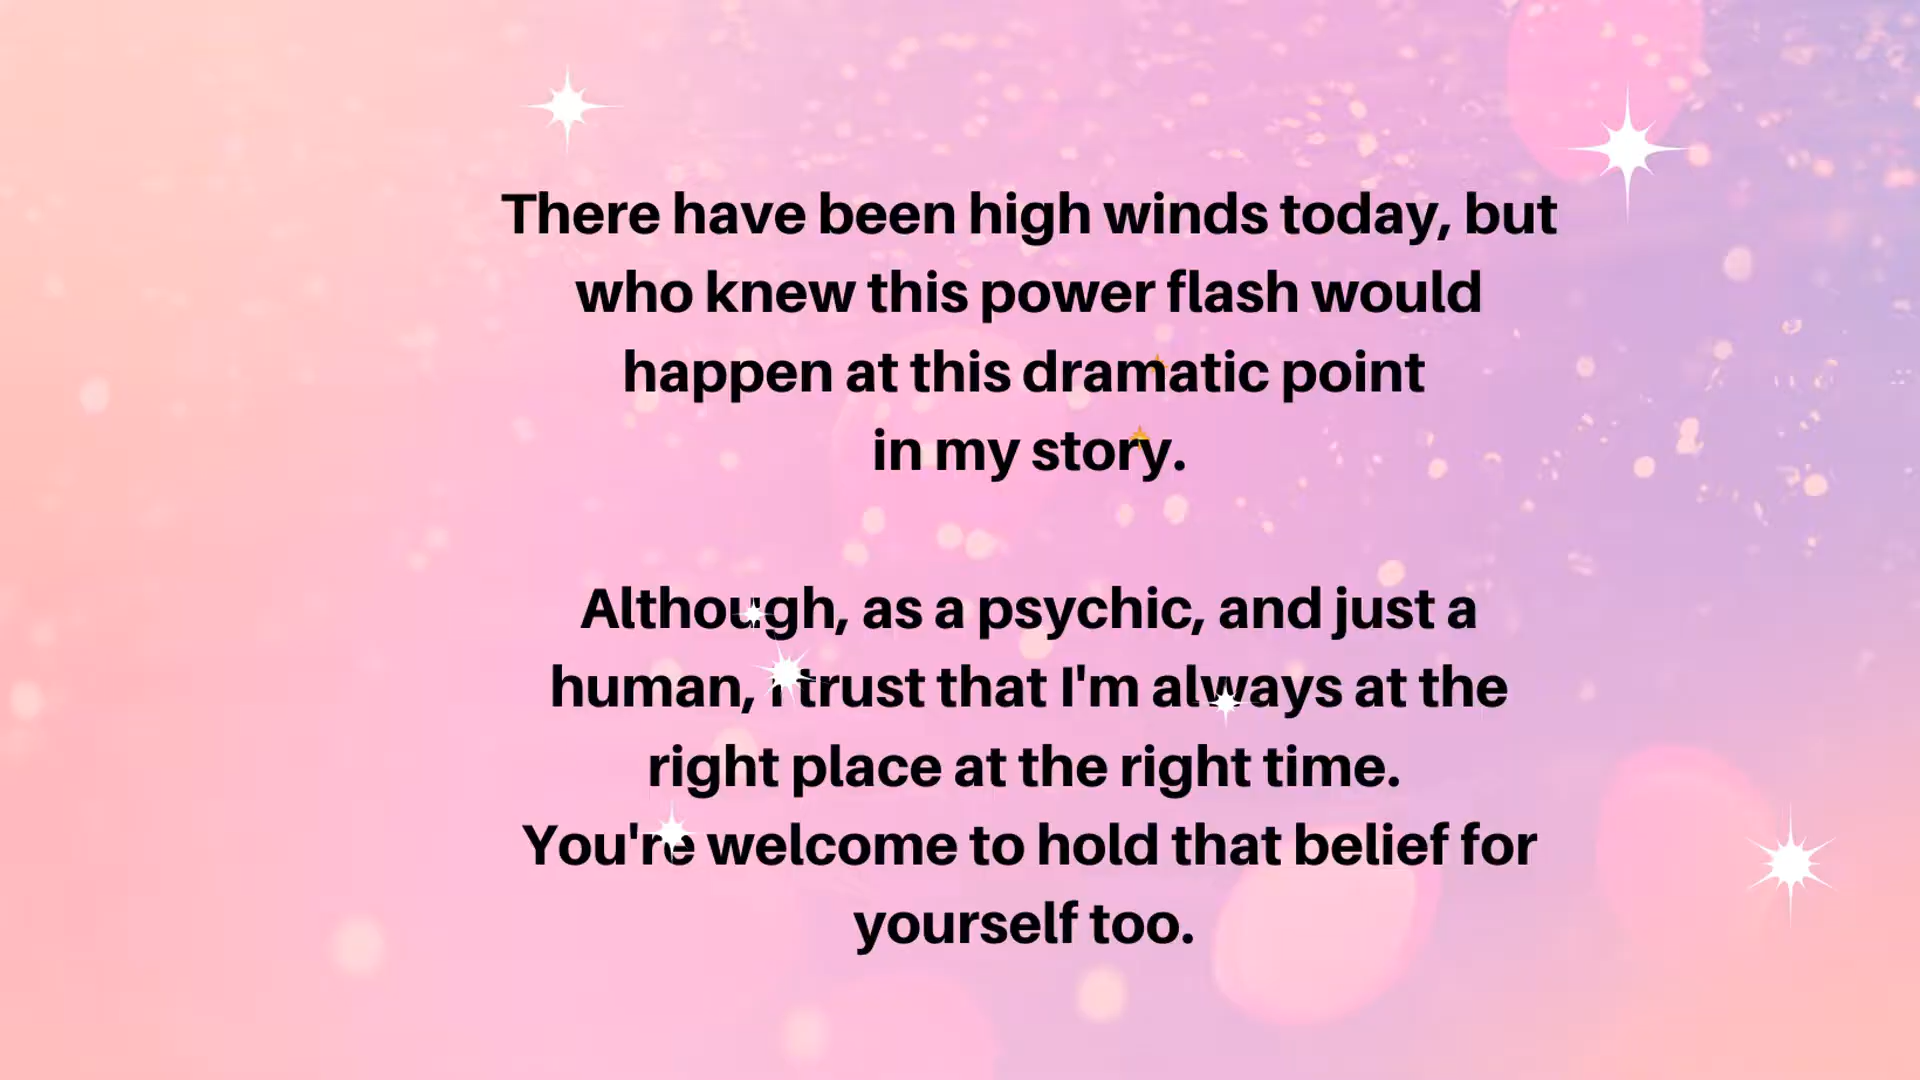 There have been high winds today, but
who knew this power flash would
happen at this dramatic point
in my story.
Although, as a psychic, and just a
human, I trust that I'm always at the
right place at the right time.
You're welcome to hold that belief for
yourself too.